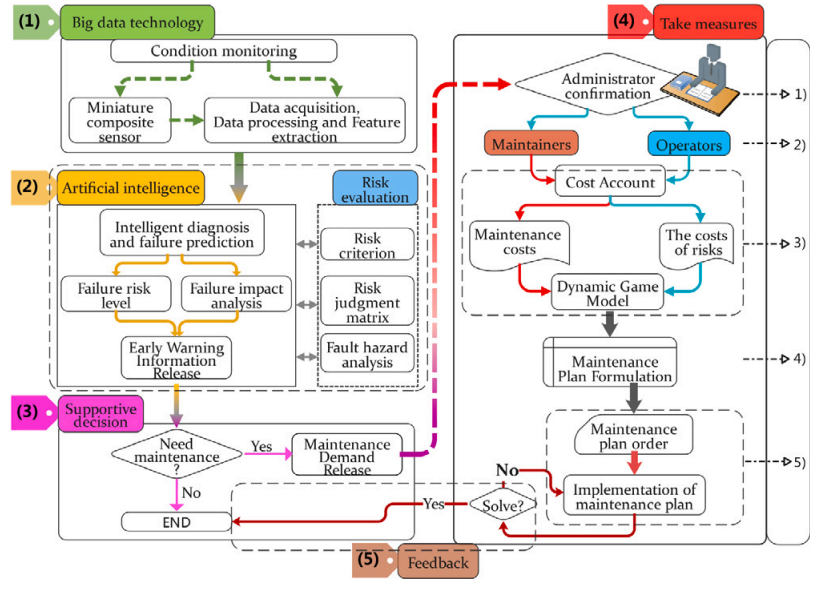 (1)
Big data technology
Condition monitoring
Miniature
composite
sensor
Data acquisition,
Data processing and Feature
extraction
(2)
Artificial intelligence
Risk
evaluation
Intelligent diagnosis
and failure prediction
Risk
criterion
Failure risk
level
Failure impact
analysis
Risk
judgment
matrix
Early Warning
Information
Release
Fault hazard
analysis
(3)
Supportive
decision
Need
maintenance
?
Yes
Maintenance
Demand
Release
No
END
(4)
Take measures
Administrator
confirmation
1)
Maintainers
Operators
2)
Cost Account
Maintenance
costs
The costs
of risks
3)
Dynamic Game
Model
Maintenance
Plan Formulation
4)
Maintenance
plan order
5)
No
Implementation of
maintenance plan
Yes
Solve?
(5)
Feedback